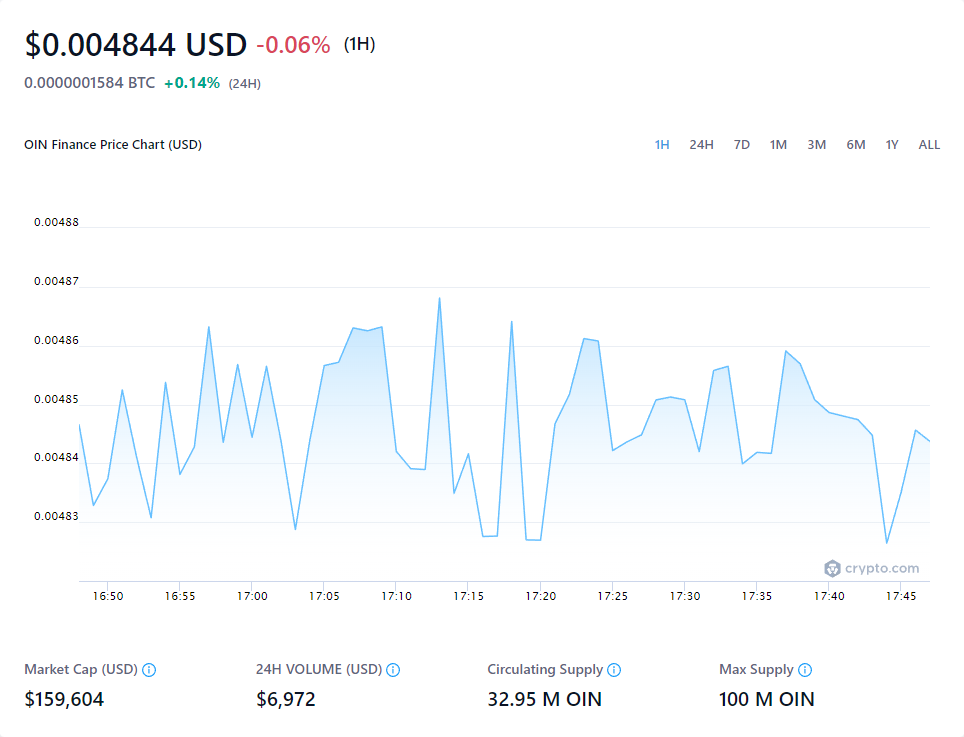 $0.004844 USD -0.06% (1H)
0.0000001584 BTC +0.14% (24H)
OIN Finance Price Chart (USD) 1H 24H 7D 1M 3M 6M 1Y ALL
0.00488
0.00487
0.00486
0.00485
0.00484
0.00483
crypto.com
16:50 16:55 17:00 17:05 17:10 17:15 17:20 17:25 17:30 17:35 17:40 17:45
Market Cap (USD) 24H VOLUME (USD) Circulating Supply Max Supply
$159,604 $6,972 32.95 M OIN 100 M OIN